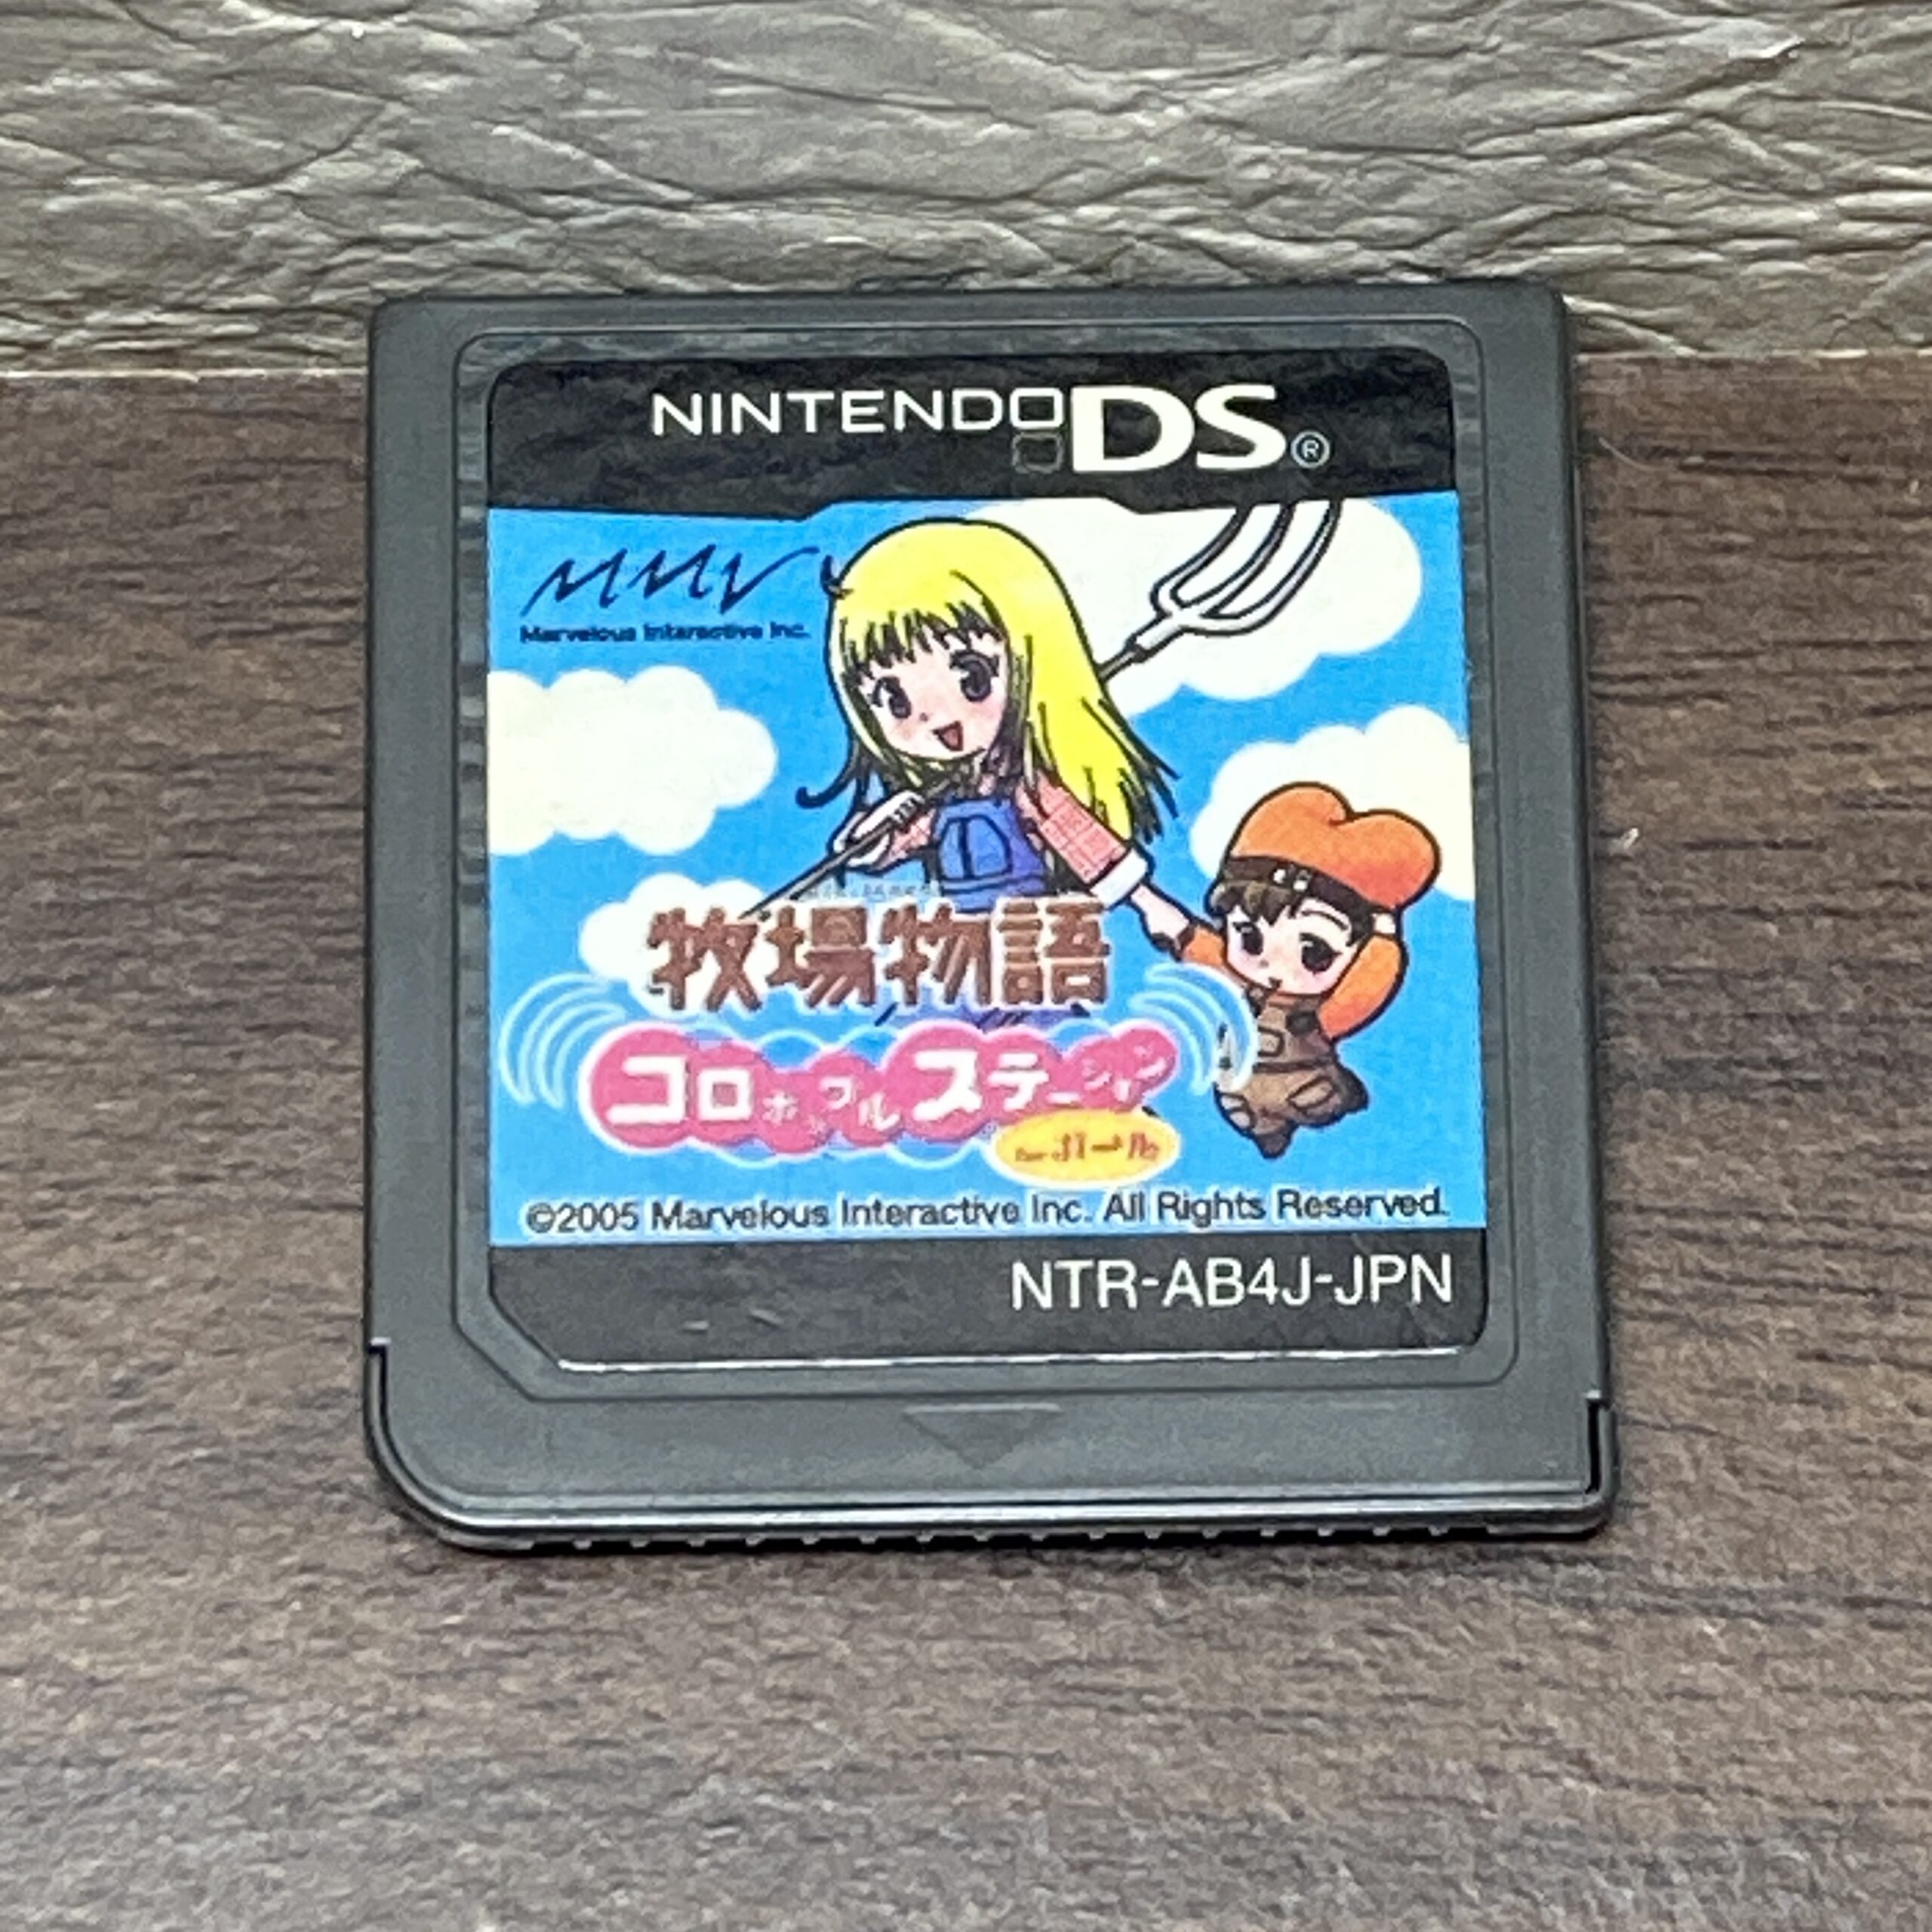 NINTENDO DS®
MMV
Marvelous Interactive Inc.
牧場物語
コロボックルステーション
ガール
©2005 Marvelous Interactive Inc. All Rights Reserved.
NTR-AB4J-JPN